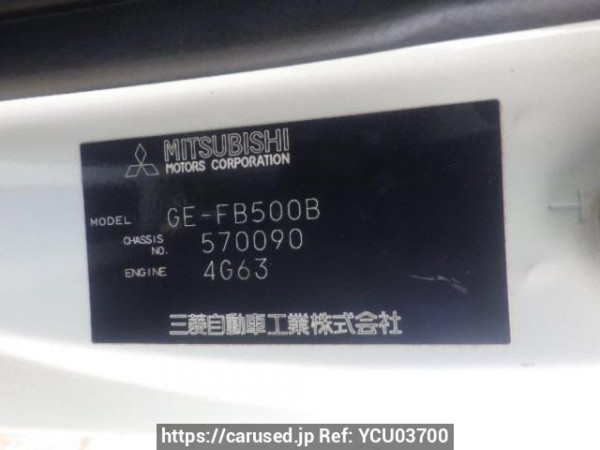 MITSUBISHI
MOTORS CORPORATION
MODEL GE-FB500B
CHASSIS NO. 570090
ENGINE 4G63
三菱自動車工業株式会社
https://carused.jp Ref: YCU03700